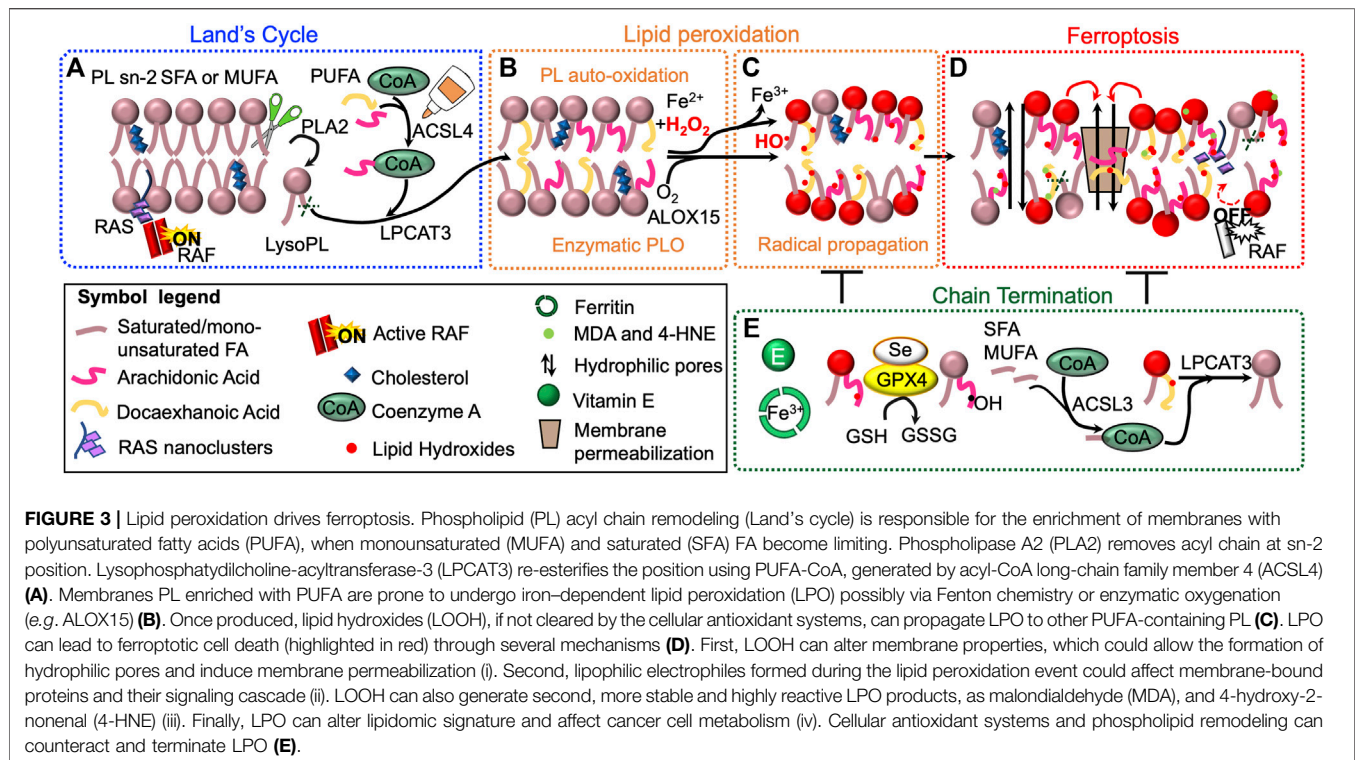 Land's Cycle
Lipid peroxidation
Ferroptosis
A
PL sn-2 SFA or MUFA
PUFA
CoA
PLA2
ACSL4
CoA
RAS
ON
RAF
LysoPL
LPCAT3
B
PL auto-oxidation
Fe2+
+H2O2
O2
ALOX15
Enzymatic PLO
C
Fe3+
HO
Radical propagation
D
OFF
RAF
Symbol legend
Saturated/mono-
unsaturated FA
Arachidonic Acid
Docaexhanoic Acid
RAS nanoclusters
ON
Active RAF
Cholesterol
CoA
Coenzyme A
Lipid Hydroxides
Ferritin
MDA and 4-HNE
Hydrophilic pores
Vitamin E
Membrane
permeabilization
Chain Termination
E
E
Fe3+
Se
GPX4
GSH
GSSG
OH
SFA
MUFA
CoA
ACSL3
CoA
LPCAT3
FIGURE 3 | Lipid peroxidation drives ferroptosis. Phospholipid (PL) acyl chain remodeling (Land's cycle) is responsible for the enrichment of membranes with
polyunsaturated fatty acids (PUFA), when monounsaturated (MUFA) and saturated (SFA) FA become limiting. Phospholipase A2 (PLA2) removes acyl chain at sn-2
position. Lysophosphatydilcholine-acyltransferase-3 (LPCAT3) re-esterifies the position using PUFA-CoA, generated by acyl-CoA long-chain family member 4 (ACSL4)
(A). Membranes PL enriched with PUFA are prone to undergo iron–dependent lipid peroxidation (LPO) possibly via Fenton chemistry or enzymatic oxygenation
(e.g. ALOX15) (B). Once produced, lipid hydroxides (LOOH), if not cleared by the cellular antioxidant systems, can propagate LPO to other PUFA-containing PL (C). LPO
can lead to ferroptotic cell death (highlighted in red) through several mechanisms (D). First, LOOH can alter membrane properties, which could allow the formation of
hydrophilic pores and induce membrane permeabilization (i). Second, lipophilic electrophiles formed during the lipid peroxidation event could affect membrane-bound
proteins and their signaling cascade (ii). LOOH can also generate second, more stable and highly reactive LPO products, as malondialdehyde (MDA), and 4-hydroxy-2-
nonenal (4-HNE) (iii). Finally, LPO can alter lipidomic signature and affect cancer cell metabolism (iv). Cellular antioxidant systems and phospholipid remodeling can
counteract and terminate LPO (E).